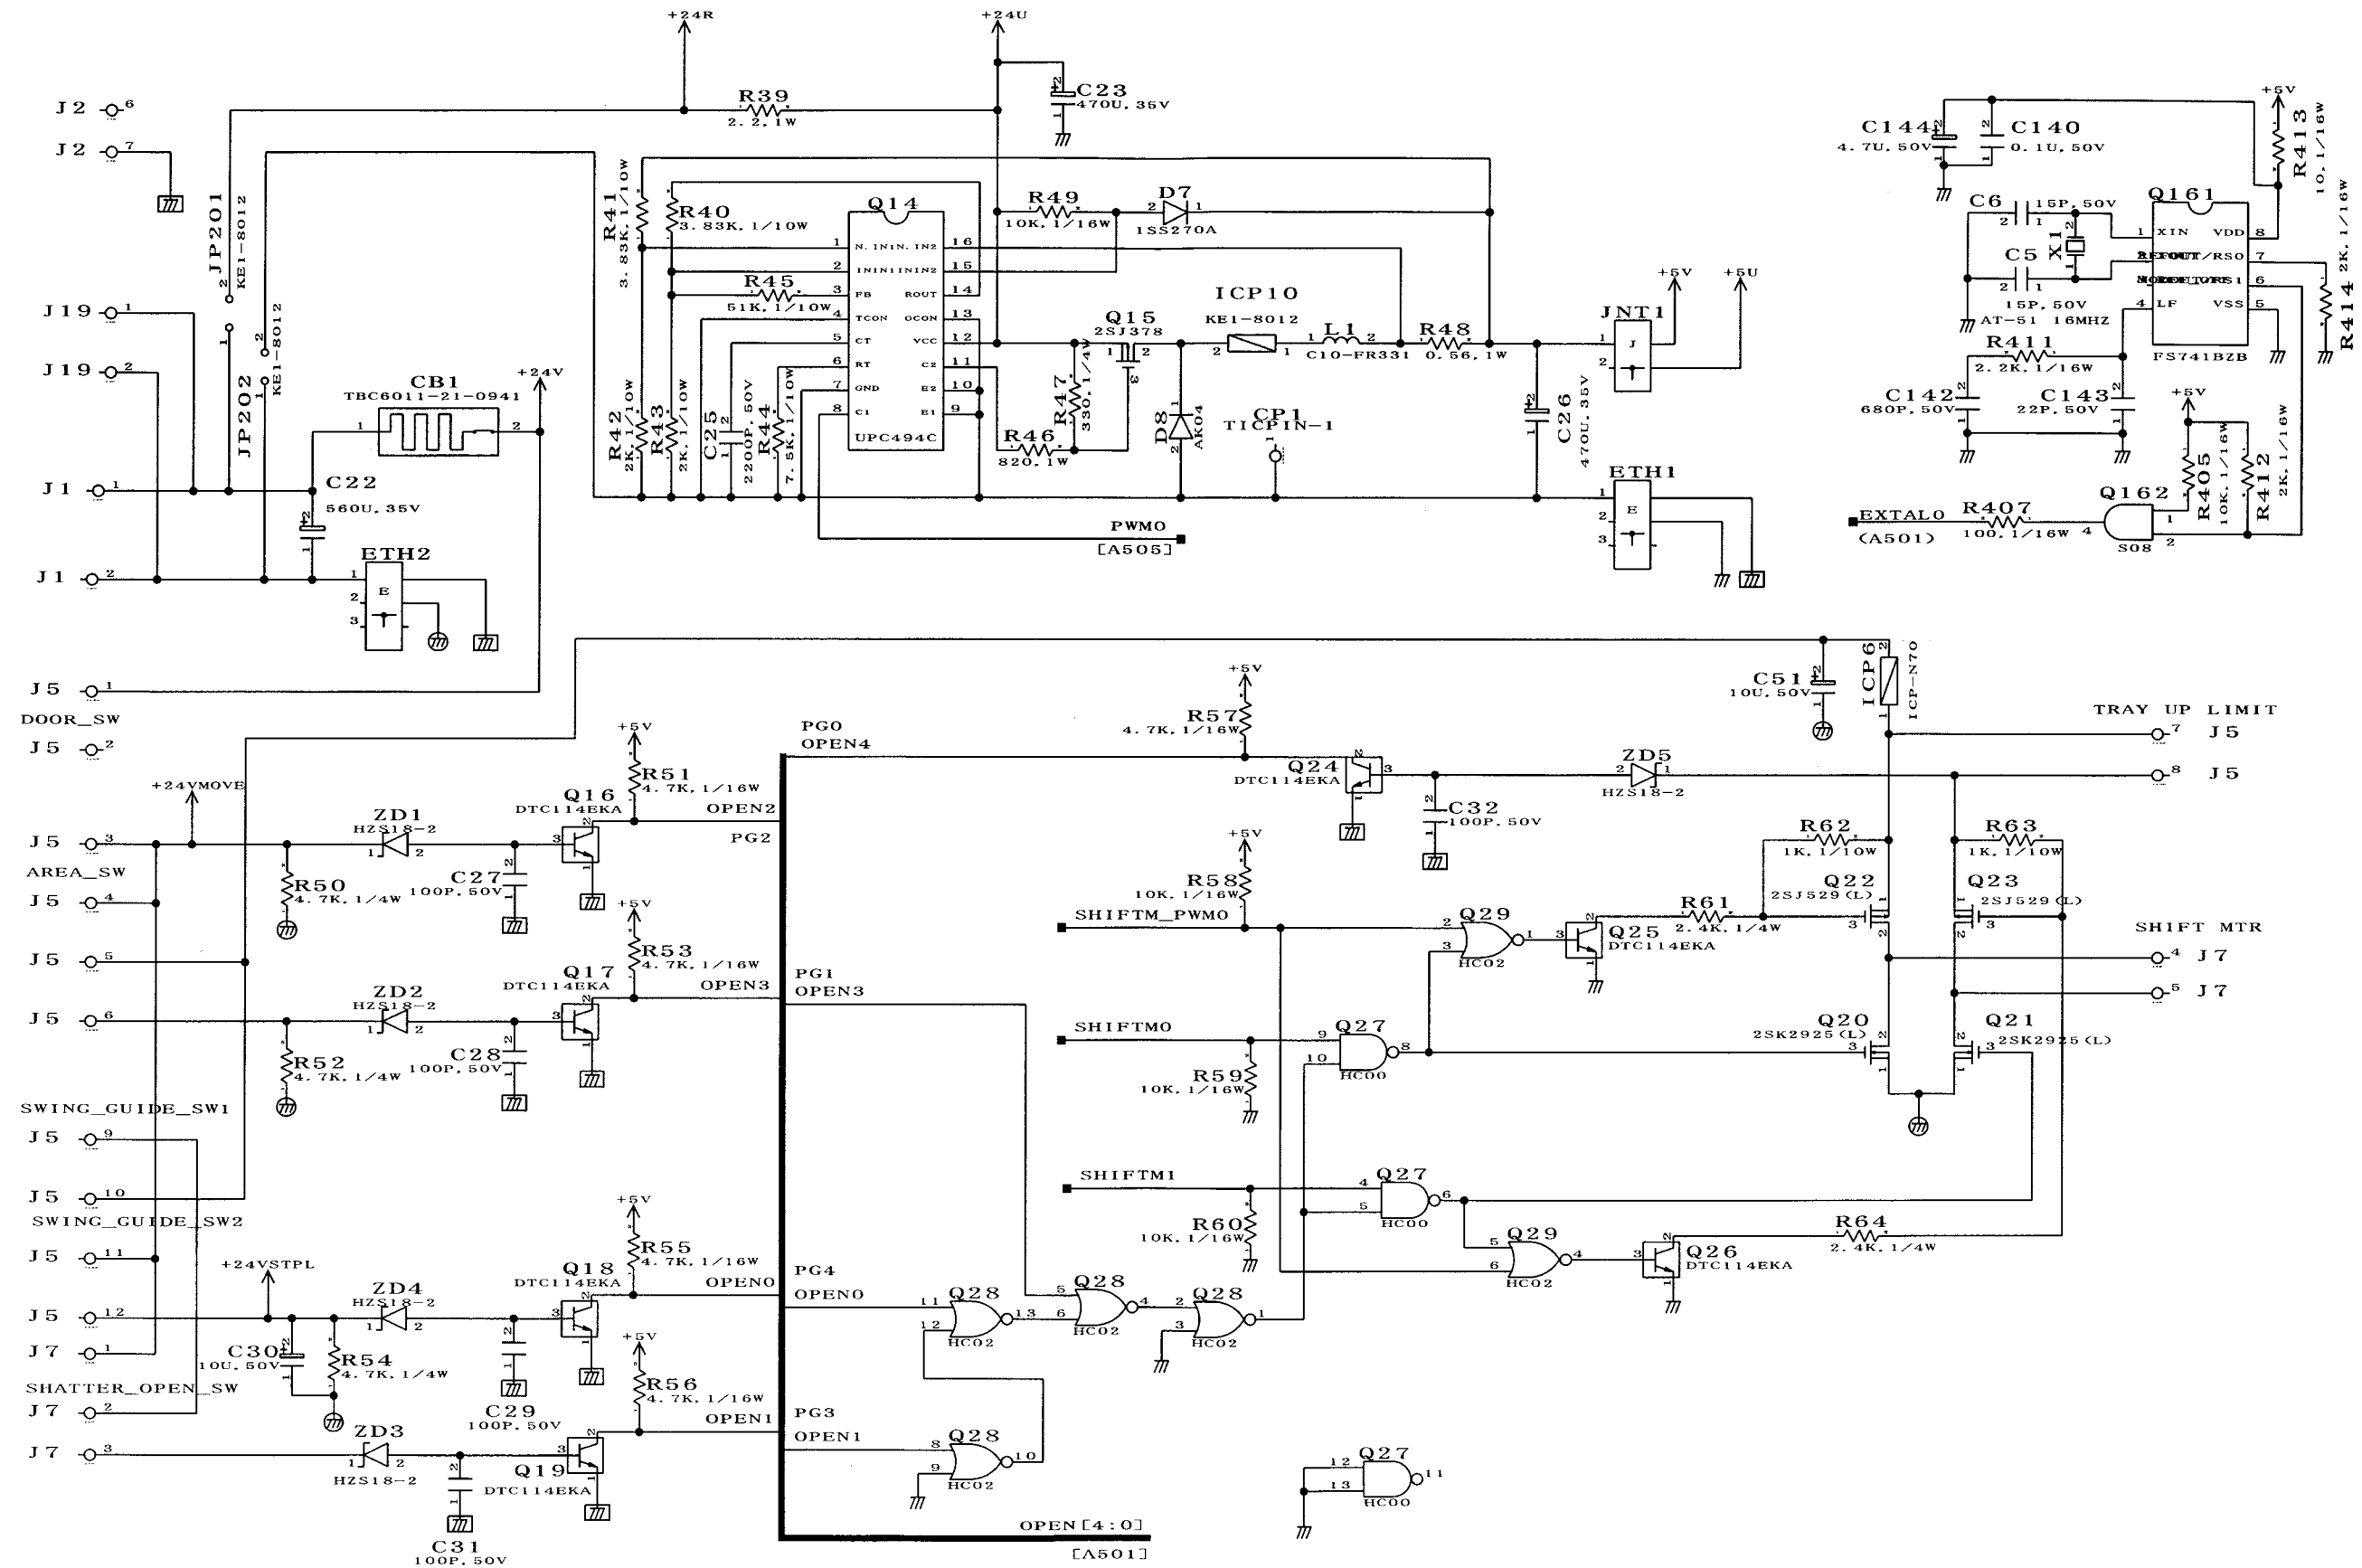 +24R
+24U
J2 6
R39
2.2,1W
C23
470U,35V
J2 7
JP201
KE1-8012
JP202
KE1-8012
J19 1
J19 2
CB1
TBC6011-21-0941
+24V
J1 1
C22
560U,35V
J1 2
ETH2
E
R41
3.83K,1/10W
R40
3.83K,1/10W
Q14
R49
10K,1/16W
D7
1SS270A
N.IN1 N.IN2
ININ1 ININ2
FB ROUT
TCON OCON
CT VCC
RT C2
GND E2
C1 E1
UPC494C
R45
51K,1/10W
R42
2K,1/10W
R43
2K,1/10W
C25
2200P,50V
R44
7.5K,1/10W
Q15
2SJ378
R47
330,1/4W
R46
820,1W
D8
AK04
ICP10
KE1-8012
L1
C10-FR331
R48
0.56,1W
CP1
TICPIN-1
C26
470U,35V
JNT1
J
+5V
+5U
ETH1
E
PWM0
[A505]
+5V
R413
10,1/16W
C144
4.7U,50V
C140
0.1U,50V
C6
15P,50V
C5
15P,50V
X1
AT-51 16MHZ
Q161
XIN VDD
LF VSS
FS741BZB
R414
2K,1/16W
R411
2.2K,1/16W
C142
680P,50V
C143
22P,50V
+5V
R405
10K,1/16W
R412
2K,1/16W
Q162
S08
R407
100,1/16W
EXTAL0
(A501)
J5 1
DOOR_SW
J5 2
+24VMOVE
J5 3
AREA_SW
J5 4
J5 5
J5 6
SWING_GUIDE_SW1
J5 9
J5 10
SWING_GUIDE_SW2
J5 11
+24VSTPL
J5 12
J7 1
SHATTER_OPEN_SW
J7 2
J7 3
ZD1
HZS18-2
R50
4.7K,1/4W
C27
100P,50V
Q16
DTC114EKA
+5V
R51
4.7K,1/16W
OPEN2
PG2
ZD2
HZS18-2
R52
4.7K,1/4W
C28
100P,50V
Q17
DTC114EKA
+5V
R53
4.7K,1/16W
OPEN3
ZD4
HZS18-2
C30
10U,50V
R54
4.7K,1/4W
C29
100P,50V
Q18
DTC114EKA
+5V
R55
4.7K,1/16W
OPEN0
ZD3
HZS18-2
C31
100P,50V
Q19
DTC114EKA
+5V
R56
4.7K,1/16W
OPEN1
PG0
OPEN4
PG1
OPEN3
PG4
OPEN0
PG3
OPEN1
OPEN[4:0]
[A501]
+5V
R57
4.7K,1/16W
Q24
DTC114EKA
C32
100P,50V
ZD5
HZS18-2
C51
10U,50V
ICP6
ICP-N70
TRAY UP LIMIT
7 J5
8 J5
+5V
R58
10K,1/16W
SHIFTM_PWM0
Q29
HC02
Q25
DTC114EKA
R61
2.4K,1/4W
R62
1K,1/10W
R63
1K,1/10W
Q22
2SJ529(L)
Q23
2SJ529(L)
SHIFT MTR
4 J7
5 J7
SHIFTM0
R59
10K,1/16W
Q27
HC00
Q20
2SK2925(L)
Q21
2SK2925(L)
SHIFTM1
R60
10K,1/16W
Q27
HC00
Q29
HC02
Q26
DTC114EKA
R64
2.4K,1/4W
Q28
HC02
Q28
HC02
Q28
HC02
Q28
HC02
Q27
HC00